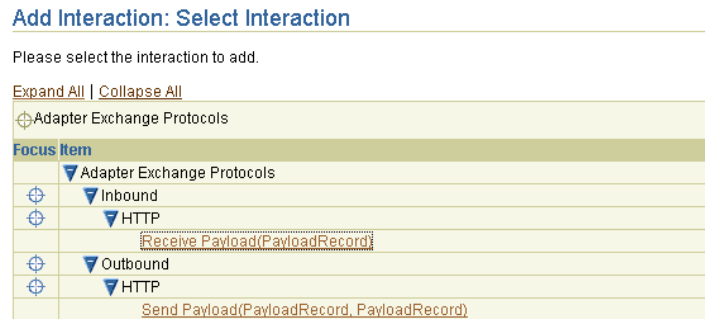 Add Interaction: Select Interaction
Please select the interaction to add.
Expand All | Collapse All
Adapter Exchange Protocols
Focus Item
Adapter Exchange Protocols
Inbound
HTTP
Receive Payload(PayloadRecord)
Outbound
HTTP
Send Payload(PayloadRecord, PayloadRecord)